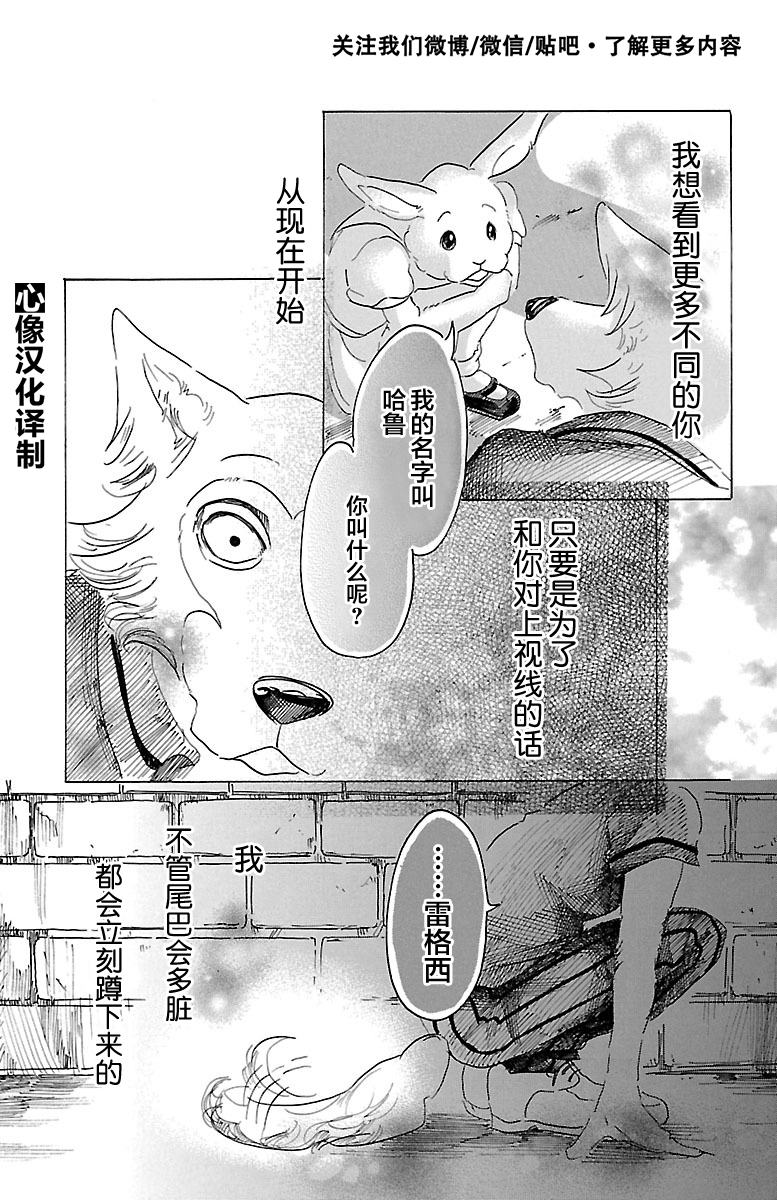 关注我们微博/微信/贴吧·了解更多内容
我想看到更多不同的你
从现在开始
我的名字叫
哈鲁
你叫什么呢?
心像汉化译制
只要是为了
和你对上视线的话
……雷格西
我
不管尾巴会多脏
都会立刻蹲下来的